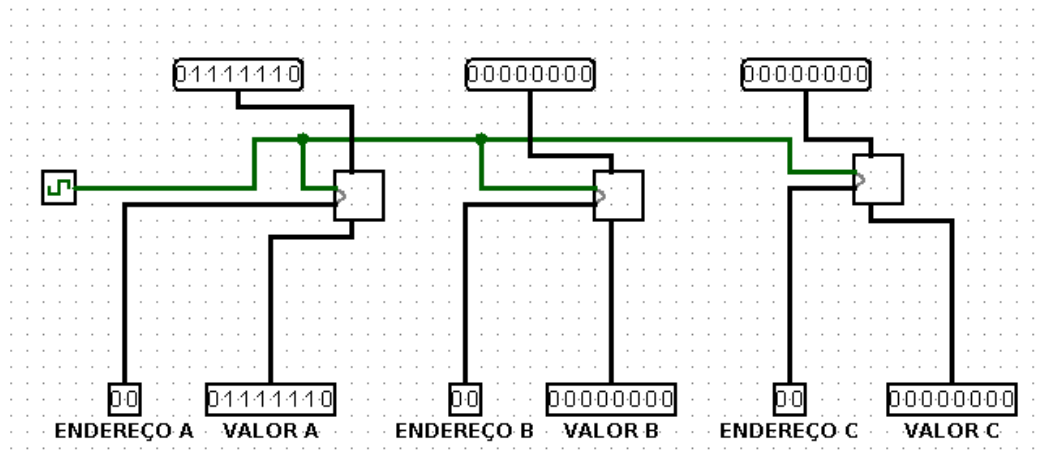 01111110 00000000 00000000
00 01111110 00 00000000 00 00000000
ENDEREÇO A VALOR A ENDEREÇO B VALOR B ENDEREÇO C VALOR C